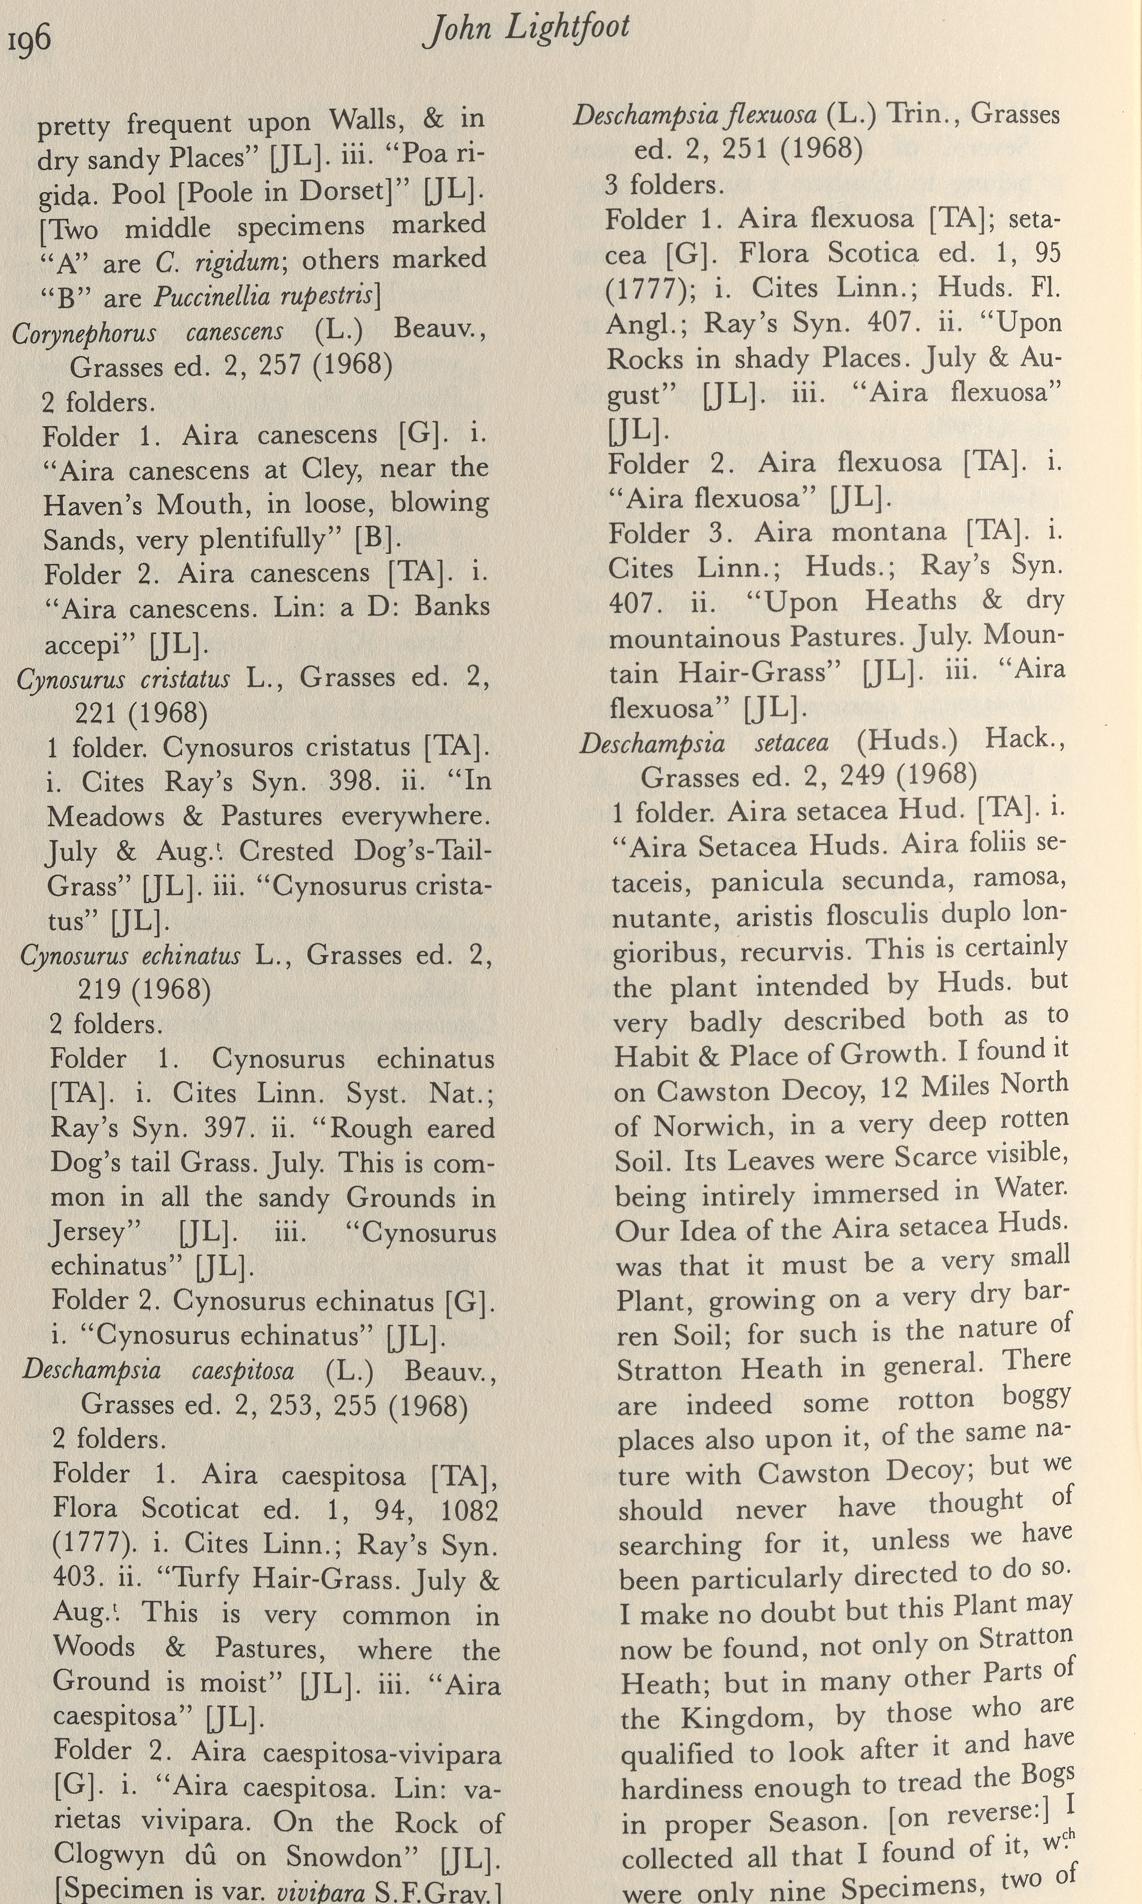 196
John Lightfoot
pretty frequent upon Walls, & in
dry sandy Places” [JL]. iii. “Poa ri-
gida. Pool [Poole in Dorset]” [JL].
[Two middle specimens marked
“A” are C. rigidum; others marked
“B” are Puccinellia rupestris]
Corynephorus canescens (L.) Beauv.,
Grasses ed. 2, 257 (1968)
2 folders.
Folder 1. Aira canescens [G]. i.
“Aira canescens at Cley, near the
Haven’s Mouth, in loose, blowing
Sands, very plentifully” [B].
Folder 2. Aira canescens [TA]. i.
“Aira canescens. Lin: a D: Banks
accepi” [JL].
Cynosurus cristatus L., Grasses ed. 2,
221 (1968)
1 folder. Cynosuros cristatus [TA].
i. Cites Ray’s Syn. 398. ii. “In
Meadows & Pastures everywhere.
July & Aug.ᵗ. Crested Dog’s-Tail-
Grass” [JL]. iii. “Cynosurus crista-
tus” [JL].
Cynosurus echinatus L., Grasses ed. 2,
219 (1968)
2 folders.
Folder 1. Cynosurus echinatus
[TA]. i. Cites Linn. Syst. Nat.;
Ray’s Syn. 397. ii. “Rough eared
Dog’s tail Grass. July. This is com-
mon in all the sandy Grounds in
Jersey” [JL]. iii. “Cynosurus
echinatus” [JL].
Folder 2. Cynosurus echinatus [G].
i. “Cynosurus echinatus” [JL].
Deschampsia caespitosa (L.) Beauv.,
Grasses ed. 2, 253, 255 (1968)
2 folders.
Folder 1. Aira caespitosa [TA],
Flora Scoticat ed. 1, 94, 1082
(1777). i. Cites Linn.; Ray’s Syn.
403. ii. “Turfy Hair-Grass. July &
Aug.ᵗ. This is very common in
Woods & Pastures, where the
Ground is moist” [JL]. iii. “Aira
caespitosa” [JL].
Folder 2. Aira caespitosa-vivipara
[G]. i. “Aira caespitosa. Lin: va-
rietas vivipara. On the Rock of
Clogwyn dû on Snowdon” [JL].
[Specimen is var. vivipara S.F.Gray.]
Deschampsia flexuosa (L.) Trin., Grasses
ed. 2, 251 (1968)
3 folders.
Folder 1. Aira flexuosa [TA]; seta-
cea [G]. Flora Scotica ed. 1, 95
(1777); i. Cites Linn.; Huds. Fl.
Angl.; Ray’s Syn. 407. ii. “Upon
Rocks in shady Places. July & Au-
gust” [JL]. iii. “Aira flexuosa”
[JL].
Folder 2. Aira flexuosa [TA]. i.
“Aira flexuosa” [JL].
Folder 3. Aira montana [TA]. i.
Cites Linn.; Huds.; Ray’s Syn.
407. ii. “Upon Heaths & dry
mountainous Pastures. July. Moun-
tain Hair-Grass” [JL]. iii. “Aira
flexuosa” [JL].
Deschampsia setacea (Huds.) Hack.,
Grasses ed. 2, 249 (1968)
1 folder. Aira setacea Hud. [TA]. i.
“Aira Setacea Huds. Aira foliis se-
taceis, panicula secunda, ramosa,
nutante, aristis flosculis duplo lon-
gioribus, recurvis. This is certainly
the plant intended by Huds. but
very badly described both as to
Habit & Place of Growth. I found it
on Cawston Decoy, 12 Miles North
of Norwich, in a very deep rotten
Soil. Its Leaves were Scarce visible,
being intirely immersed in Water.
Our Idea of the Aira setacea Huds.
was that it must be a very small
Plant, growing on a very dry bar-
ren Soil; for such is the nature of
Stratton Heath in general. There
are indeed some rotton boggy
places also upon it, of the same na-
ture with Cawston Decoy; but we
should never have thought of
searching for it, unless we have
been particularly directed to do so.
I make no doubt but this Plant may
now be found, not only on Stratton
Heath; but in many other Parts of
the Kingdom, by those who are
qualified to look after it and have
hardiness enough to tread the Bogs
in proper Season. [on reverse:] I
collected all that I found of it, w.ᶜʰ
were only nine Specimens, two of